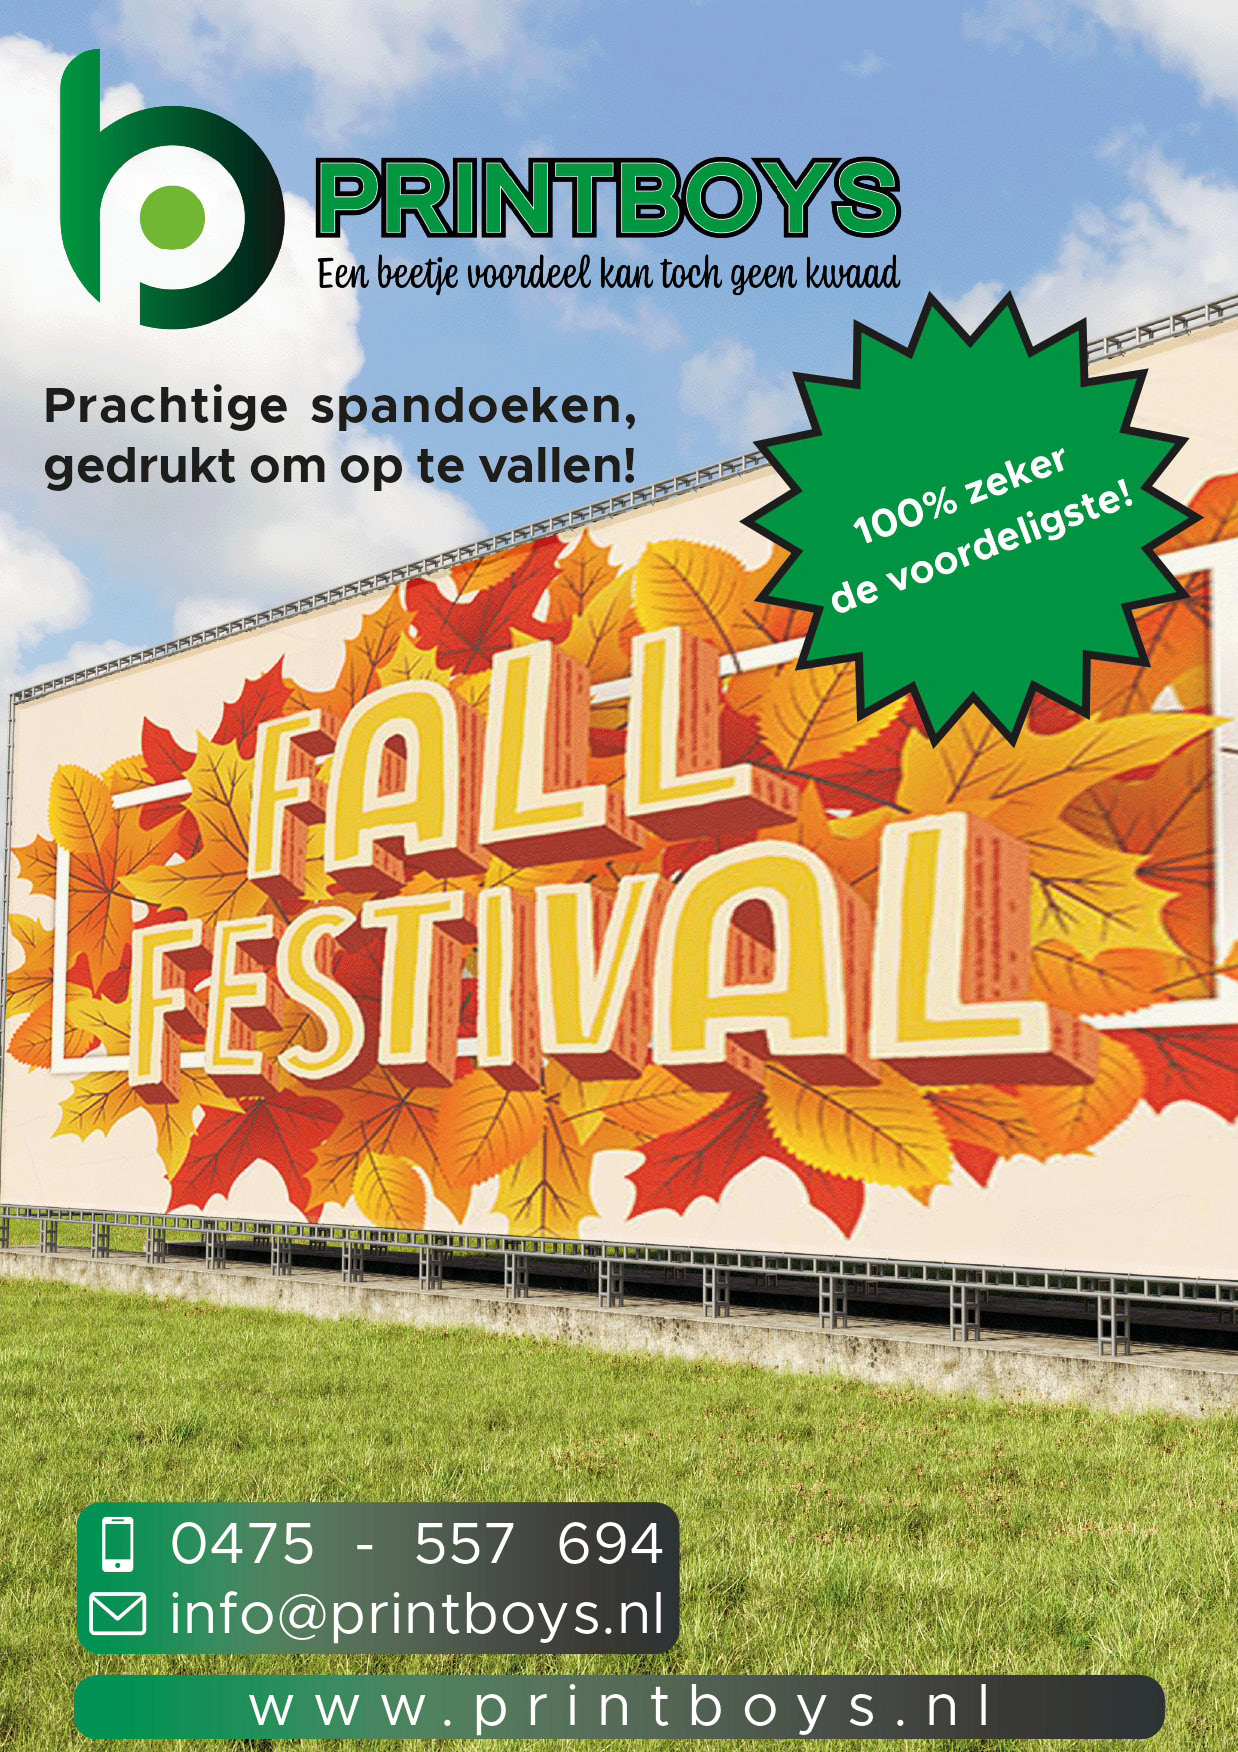 PRINTBOYS
Een beetje voordeel kan toch geen kwaad
Prachtige spandoeken,
gedrukt om op te vallen!
100% zeker
de voordeligste!
FALL
FESTIVAL
0475 - 557 694
info@printboys.nl
www.printboys.nl